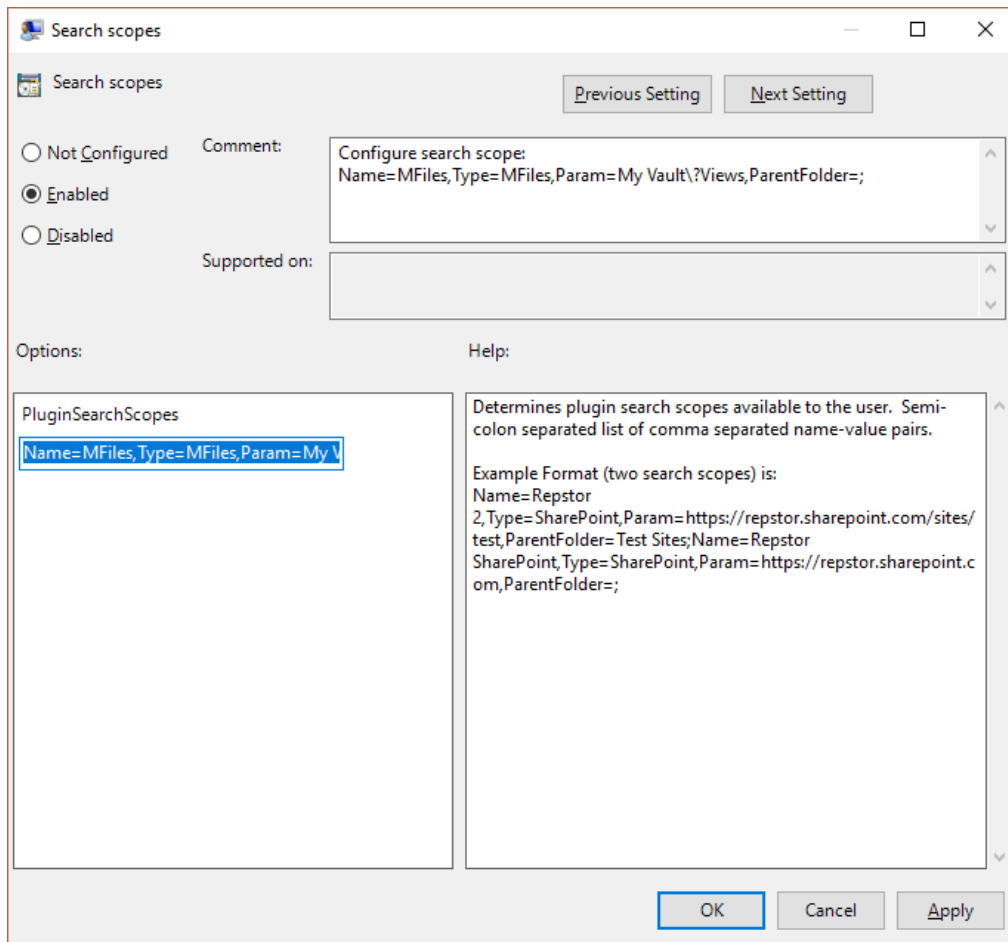 Search scopes
Search scopes
Previous Setting
Next Setting
Not Configured
Enabled
Disabled
Comment:
Configure search scope:
Name=MFiles,Type=MFiles,Param=My Vault\?Views,ParentFolder=;
Supported on:
Options:
Help:
PluginSearchScopes
Name=MFiles,Type=MFiles,Param=My V
Determines plugin search scopes available to the user.  Semi-
colon separated list of comma separated name-value pairs.
Example Format (two search scopes) is:
Name=Repstor
2,Type=SharePoint,Param=https://repstor.sharepoint.com/sites/
test,ParentFolder=Test Sites;Name=Repstor
SharePoint,Type=SharePoint,Param=https://repstor.sharepoint.c
om,ParentFolder=;
OK
Cancel
Apply